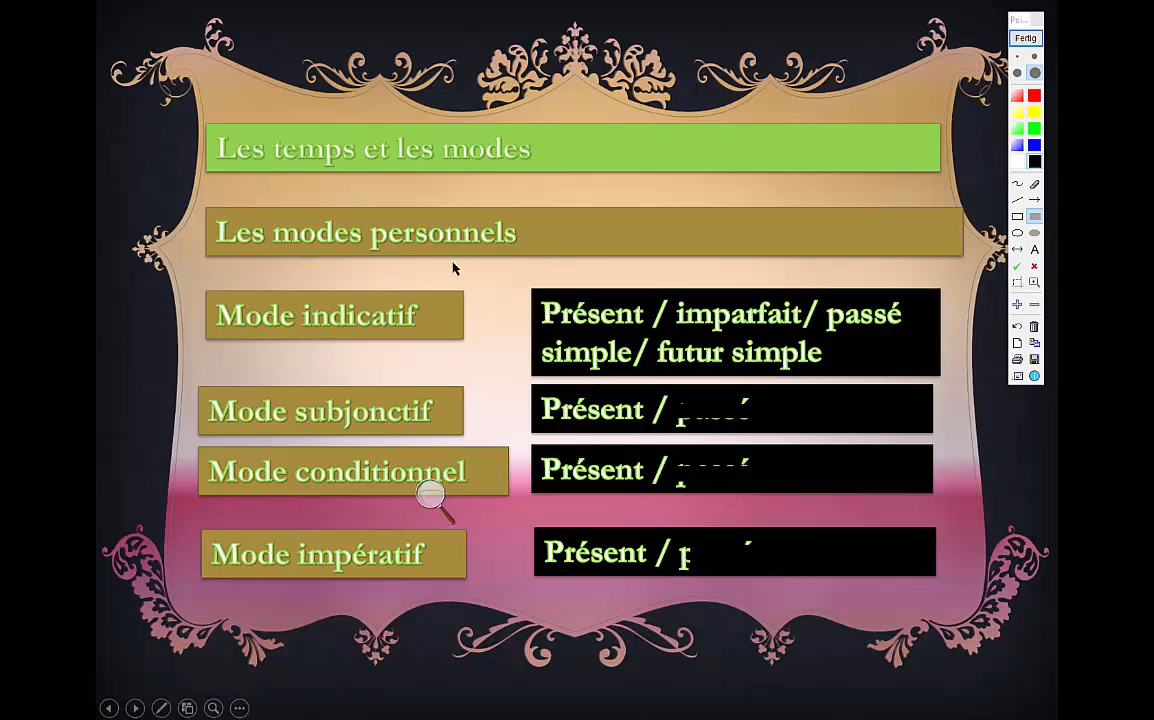 Poi...
Fertig
Les temps et les modes
Les modes personnels
Mode indicatif
Présent / imparfait/ passé
simple/ futur simple
Mode subjonctif
Présent /
Mode conditionnel
Présent /
Mode impératif
Présent /
A